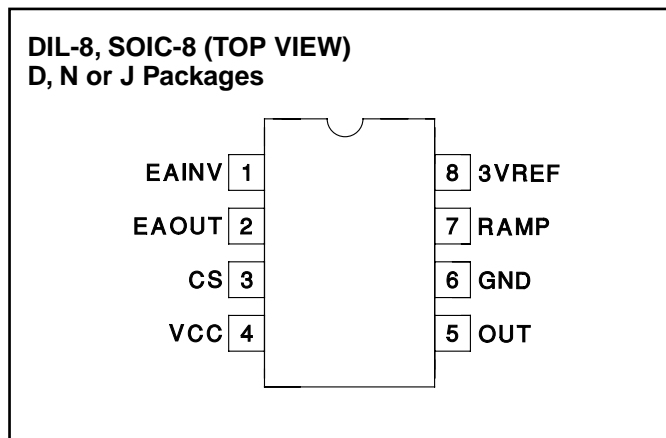 DIL-8, SOIC-8 (TOP VIEW)
D, N or J Packages
EAINV 1 8 3VREF
EAOUT 2 7 RAMP
CS 3 6 GND
VCC 4 5 OUT